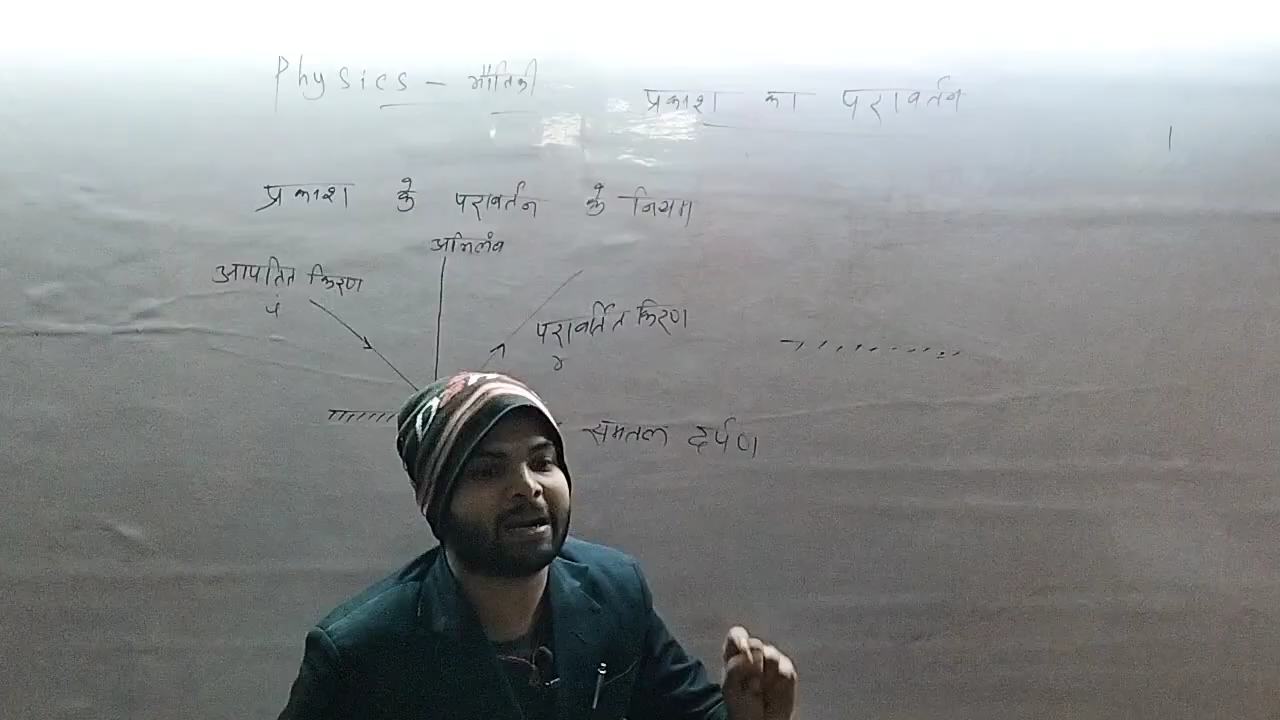 Physics - भौतिकी
प्रकाश का परावर्तन
प्रकाश के परावर्तन के नियम
अभिलंब
आपतित किरण
i
परावर्तित किरण
r
समतल दर्पण